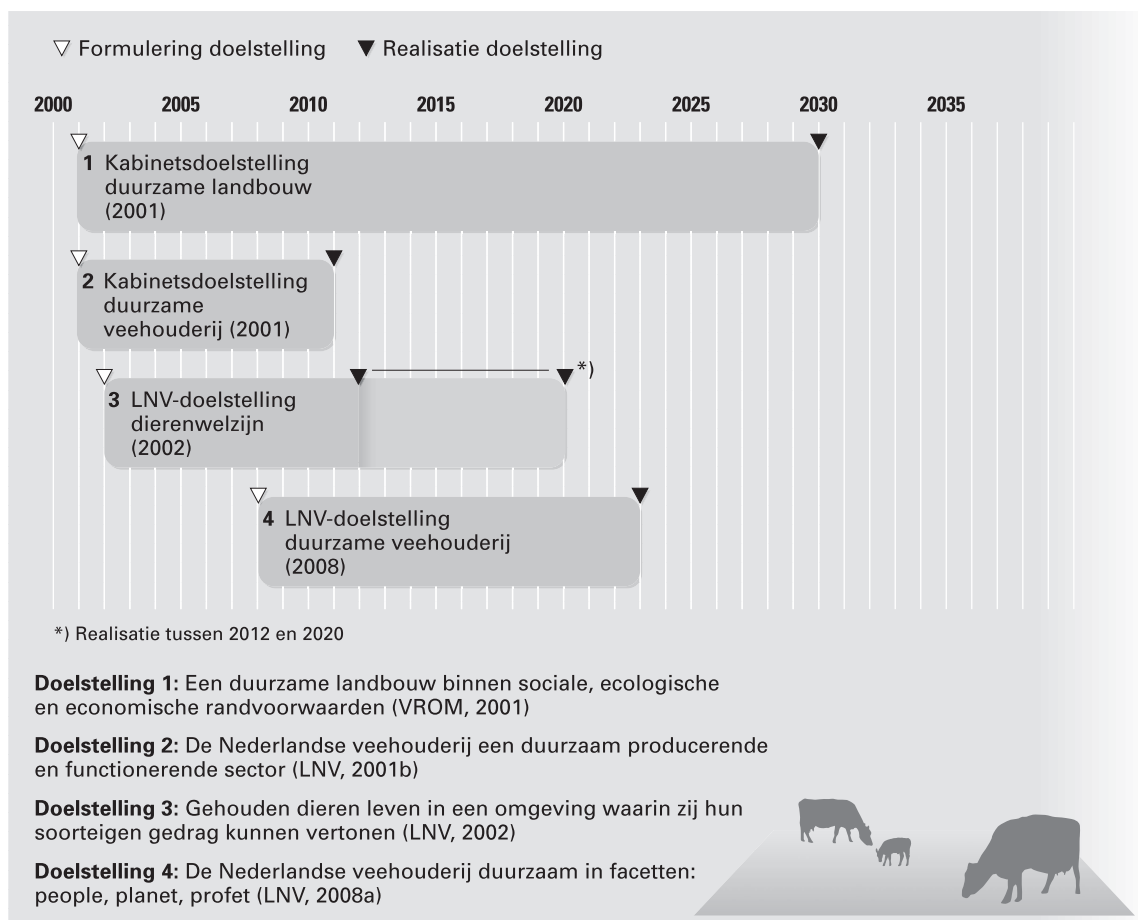 Formulering doelstelling Realisatie doelstelling
2000 2005 2010 2015 2020 2025 2030 2035
1 Kabinetsdoelstelling
duurzame landbouw
(2001)
2 Kabinetsdoelstelling
duurzame
veehouderij (2001)
*)
3 LNV-doelstelling
dierenwelzijn
(2002)
4 LNV-doelstelling
duurzame veehouderij
(2008)
*) Realisatie tussen 2012 en 2020
Doelstelling 1: Een duurzame landbouw binnen sociale, ecologische
en economische randvoorwaarden (VROM, 2001)
Doelstelling 2: De Nederlandse veehouderij een duurzaam producerende
en functionerende sector (LNV, 2001b)
Doelstelling 3: Gehouden dieren leven in een omgeving waarin zij hun
soorteigen gedrag kunnen vertonen (LNV, 2002)
Doelstelling 4: De Nederlandse veehouderij duurzaam in facetten:
people, planet, profet (LNV, 2008a)